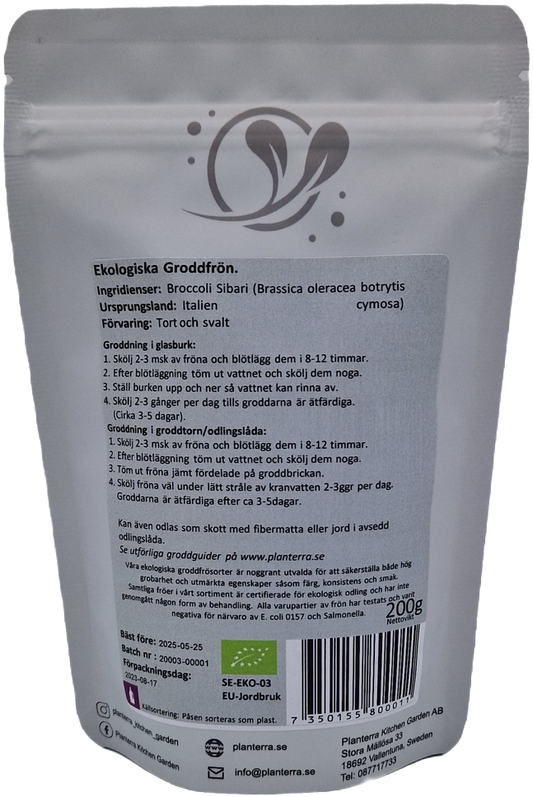 Ekologiska Groddfrön.
Ingridienser: Broccoli Sibari (Brassica oleracea botrytis
Ursprungsland: Italien cymosa)
Förvaring: Tort och svalt
Groddning i glasburk:
1. Skölj 2-3 msk av fröna och blötlägg dem i 8-12 timmar.
2. Efter blötläggning töm ut vattnet och skölj dem noga.
3. Ställ burken upp och ner så vattnet kan rinna av.
4. Skölj 2-3 gånger per dag tills groddarna är ätfärdiga.
(Cirka 3-5 dagar).
Groddning i groddtorn/odlingslåda:
1. Skölj 2-3 msk av fröna och blötlägg dem i 8-12 timmar.
2. Efter blötläggning töm ut vattnet och skölj dem noga.
3. Töm ut fröna jämt fördelade på groddbrickan.
4. Skölj fröna väl under lätt stråle av kranvatten 2-3ggr per dag.
Groddarna är ätfärdiga efter ca 3-5dagar.
Kan även odlas som skott med fibermatta eller jord i avsedd
odlingslåda.
Se utförliga groddguider på www.planterra.se
Våra ekologiska groddfrösorter är noggrant utvalda för att säkerställa både hög
grobarhet och utmärkta egenskaper såsom färg, konsistens och smak.
Samtliga fröer i vårt sortiment är certifierade för ekologisk odling och har inte
genomgått någon form av behandling. Alla varupartier av frön har testats och varit
negativa för närvaro av E. coli 0157 och Salmonella.
200g
Nettovikt
Bäst före: 2025-05-25
Batch nr : 20003-00001
Förpackningsdag:
2023-08-17
SE-EKO-03
EU-Jordbruk
7 350155 800011
Källsortering: Påsen sorteras som plast.
planterra_kitchen_garden
Planterra Kitchen Garden
planterra.se
info@planterra.se
Planterra Kitchen Garden AB
Stora Mällösa 33
18692 Vallentuna, Sweden
Tel: 087717733